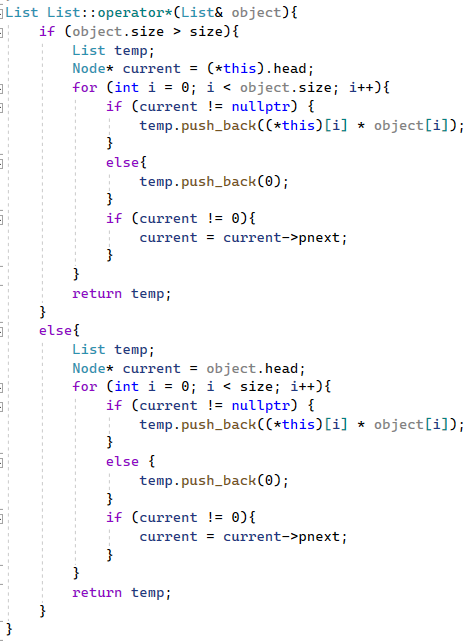 List List::operator*(List& object){
    if (object.size > size){
        List temp;
        Node* current = (*this).head;
        for (int i = 0; i < object.size; i++){
            if (current != nullptr) {
                temp.push_back((*this)[i] * object[i]);
            }
            else{
                temp.push_back(0);
            }
            if (current != 0){
                current = current->pnext;
            }
        }
        return temp;
    }
    else{
        List temp;
        Node* current = object.head;
        for (int i = 0; i < size; i++){
            if (current != nullptr) {
                temp.push_back((*this)[i] * object[i]);
            }
            else {
                temp.push_back(0);
            }
            if (current != 0){
                current = current->pnext;
            }
        }
        return temp;
    }
}